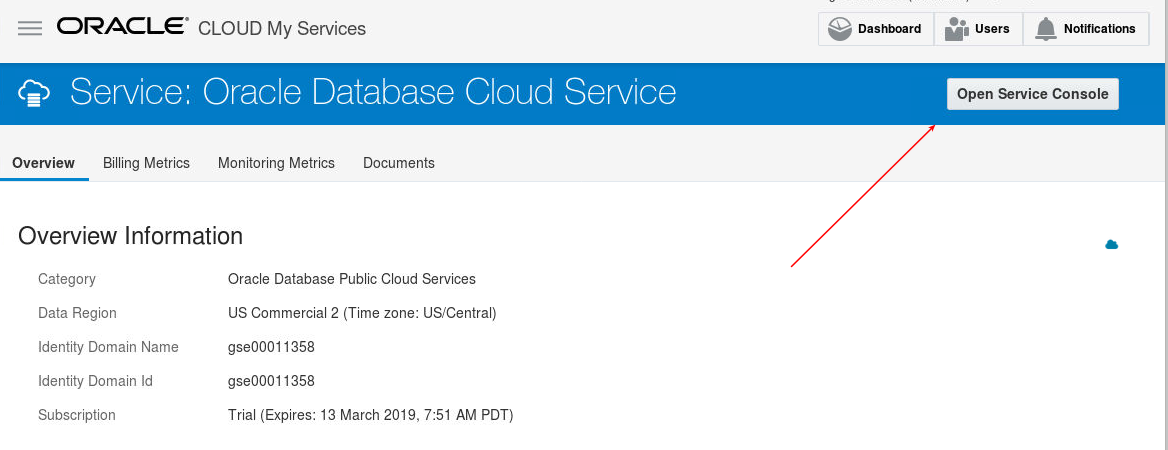 ORACLE® CLOUD My Services
Dashboard Users Notifications
Service: Oracle Database Cloud Service
Open Service Console
Overview Billing Metrics Monitoring Metrics Documents
Overview Information
Category Oracle Database Public Cloud Services
Data Region US Commercial 2 (Time zone: US/Central)
Identity Domain Name gse00011358
Identity Domain Id gse00011358
Subscription Trial (Expires: 13 March 2019, 7:51 AM PDT)